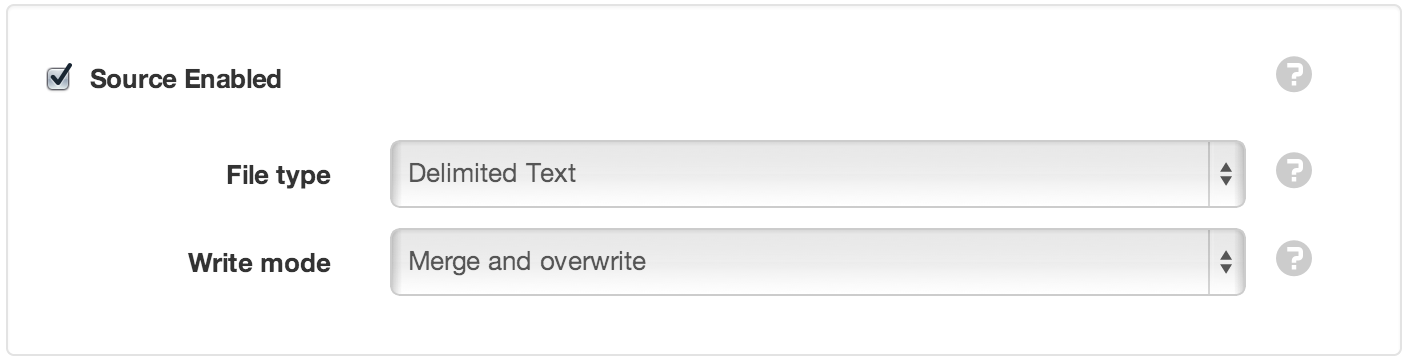 Source Enabled ?
File type Delimited Text ?
Write mode Merge and overwrite ?